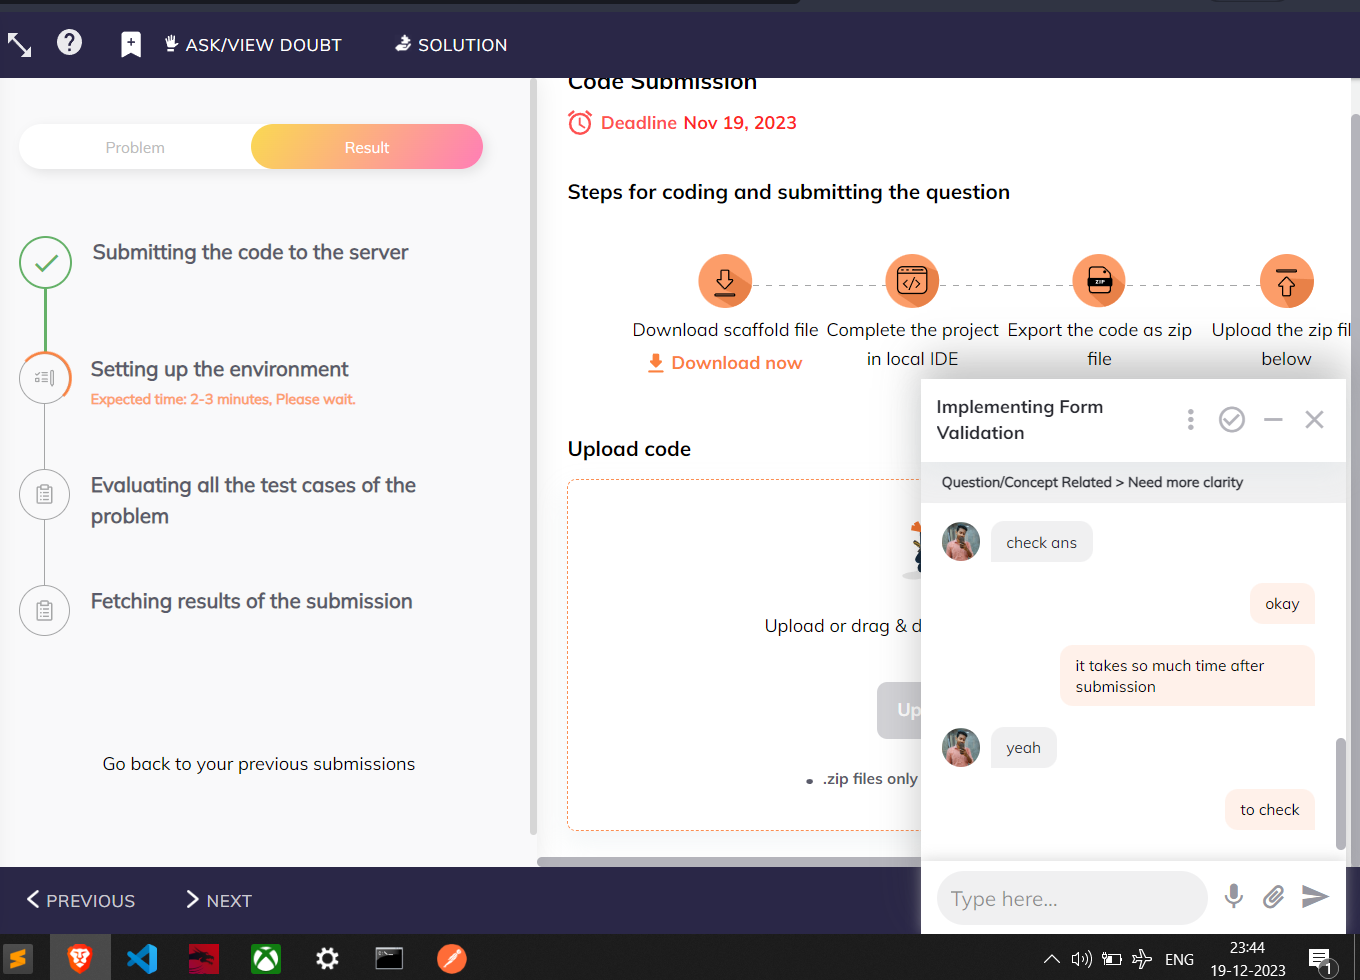 ASK/VIEW DOUBT
SOLUTION
Problem
Result
Submitting the code to the server
Setting up the environment
Expected time: 2-3 minutes, Please wait.
Evaluating all the test cases of the
problem
Fetching results of the submission
Go back to your previous submissions
Code Submission
Deadline Nov 19, 2023
Steps for coding and submitting the question
Download scaffold file
Download now
Complete the project
in local IDE
ZIP
Export the code as zip
file
Upload the zip fil
below
Upload code
Upload or drag & d
Up
.zip files only
Implementing Form
Validation
Question/Concept Related > Need more clarity
check ans
okay
it takes so much time after
submission
yeah
to check
Type here...
PREVIOUS
NEXT
ENG
23:44
19-12-2023
1